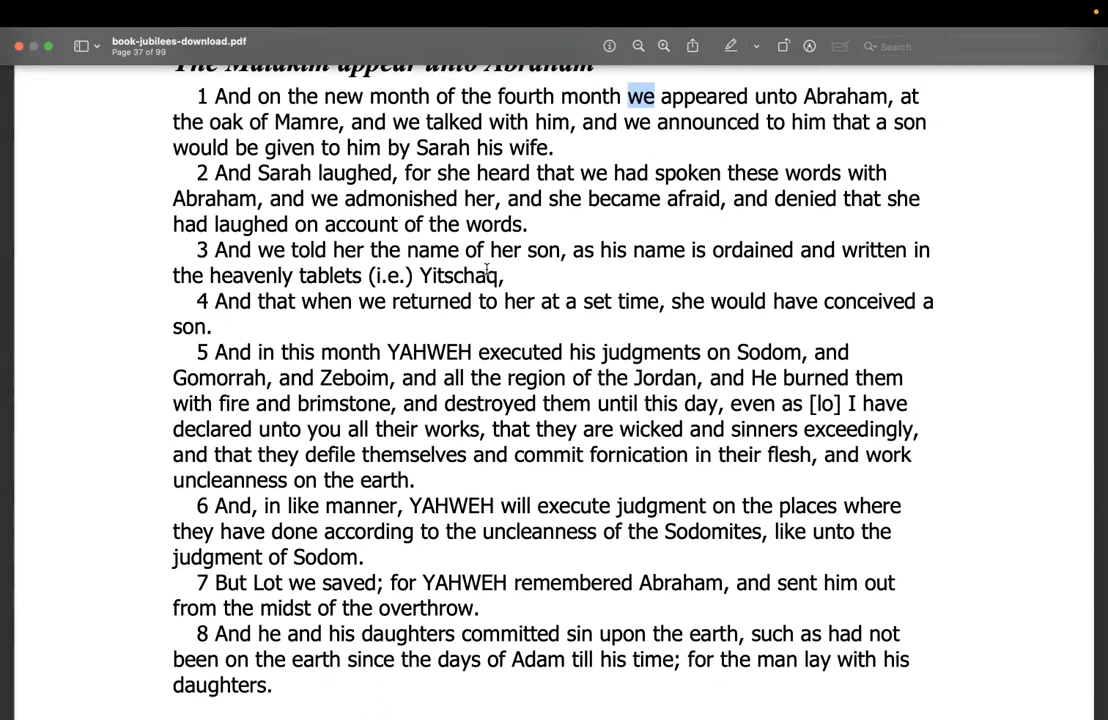 book-jubilees-download.pdf
Page 37 of 99
Search
The Malakim appear unto Abraham
1 And on the new month of the fourth month we appeared unto Abraham, at
the oak of Mamre, and we talked with him, and we announced to him that a son
would be given to him by Sarah his wife.
2 And Sarah laughed, for she heard that we had spoken these words with
Abraham, and we admonished her, and she became afraid, and denied that she
had laughed on account of the words.
3 And we told her the name of her son, as his name is ordained and written in
the heavenly tablets (i.e.) Yitschaq,
4 And that when we returned to her at a set time, she would have conceived a
son.
5 And in this month YAHWEH executed his judgments on Sodom, and
Gomorrah, and Zeboim, and all the region of the Jordan, and He burned them
with fire and brimstone, and destroyed them until this day, even as [lo] I have
declared unto you all their works, that they are wicked and sinners exceedingly,
and that they defile themselves and commit fornication in their flesh, and work
uncleanness on the earth.
6 And, in like manner, YAHWEH will execute judgment on the places where
they have done according to the uncleanness of the Sodomites, like unto the
judgment of Sodom.
7 But Lot we saved; for YAHWEH remembered Abraham, and sent him out
from the midst of the overthrow.
8 And he and his daughters committed sin upon the earth, such as had not
been on the earth since the days of Adam till his time; for the man lay with his
daughters.